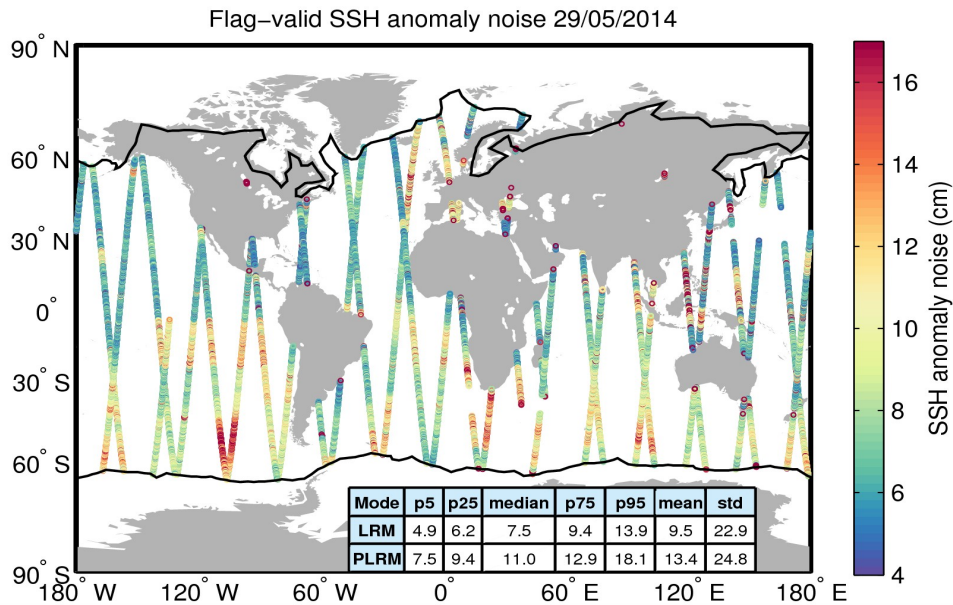 Flag-valid SSH anomaly noise 29/05/2014
90° N
60° N
30° N
0°
30° S
60° S
90° S
180° W
120° W
60° W
0°
60° E
120° E
180° E
Mode p5 p25 median p75 p95 mean std
LRM 4.9 6.2 7.5 9.4 13.9 9.5 22.9
PLRM 7.5 9.4 11.0 12.9 18.1 13.4 24.8
16
14
12
10
8
6
4
SSH anomaly noise (cm)